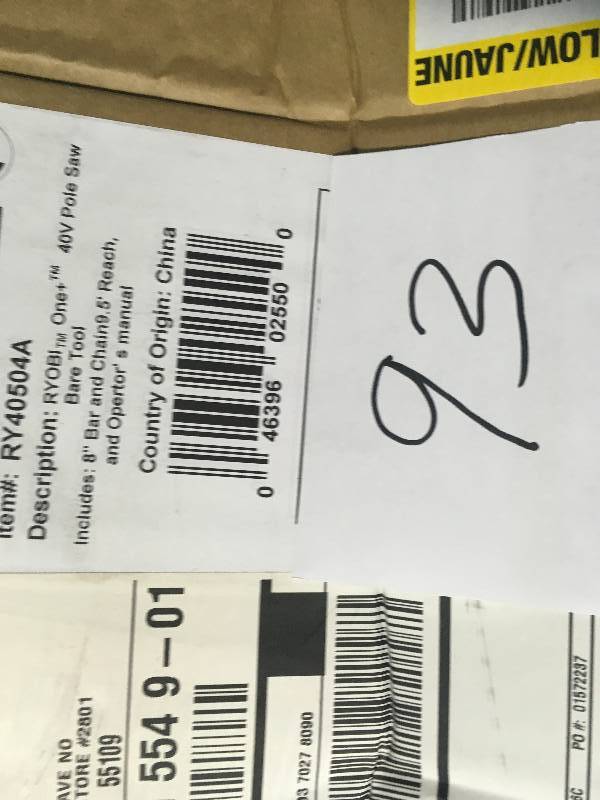 LOW/JAUNE
Item#: RY40504A
Description: RYOBI™ One+™ 40V Pole Saw
Bare Tool
Includes: 8" Bar and Chain9.5' Reach,
and Opertor' s manual
Country of Origin: China
0 46396 02550 0
93
AVE NO
TORE #2801
55109
554 9-01
03 7027 8090
PO #: 01572237